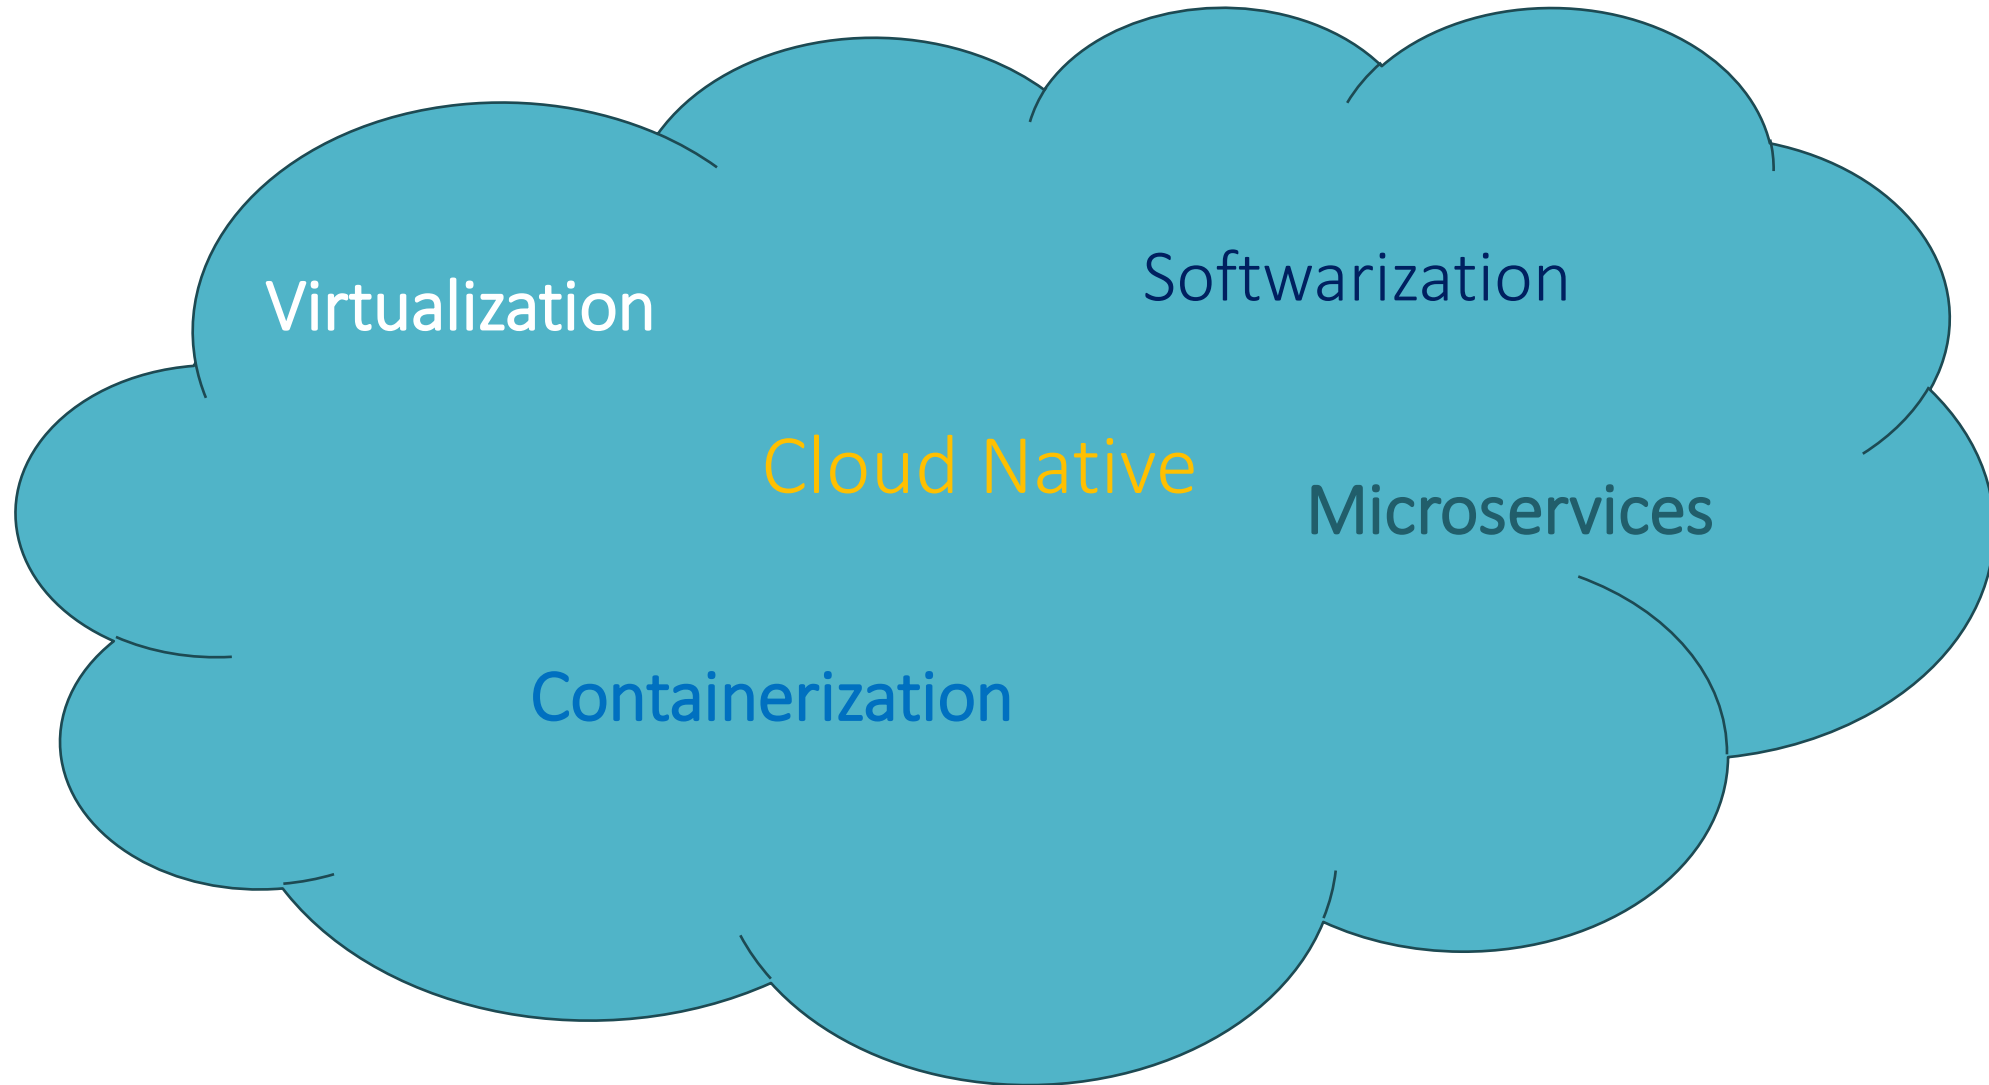 Softwarization
Virtualization
Cloud Native
Microservices
Containerization